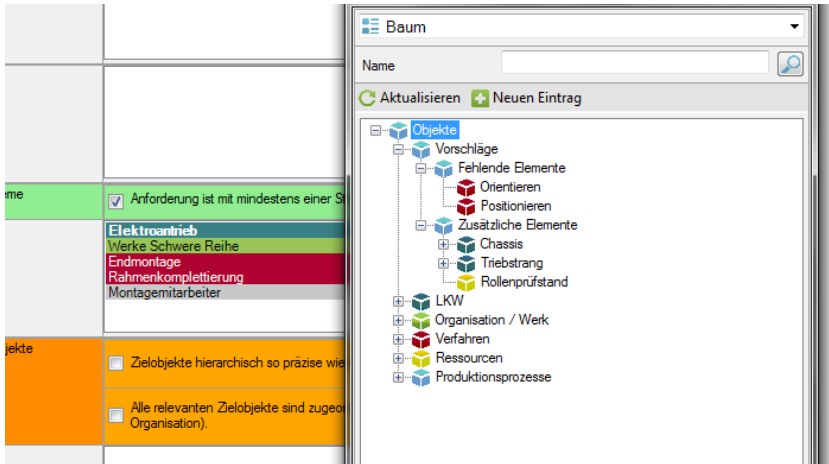 Baum
Name
Aktualisieren Neuen Eintrag
Objekte
Vorschläge
Fehlende Elemente
Orientieren
Positionieren
Zusätzliche Elemente
Chassis
Triebstrang
Rollenprüfstand
LKW
Organisation / Werk
Verfahren
Ressourcen
Produktionsprozesse
eme
Anforderung ist mit mindestens einer St
Elektroantrieb
Werke Schwere Reihe
Endmontage
Rahmenkomplettierung
Montagemitarbeiter
jekte
Zielobjekte hierarchisch so präzise wie
Alle relevanten Zielobjekte sind zugeor
Organisation).